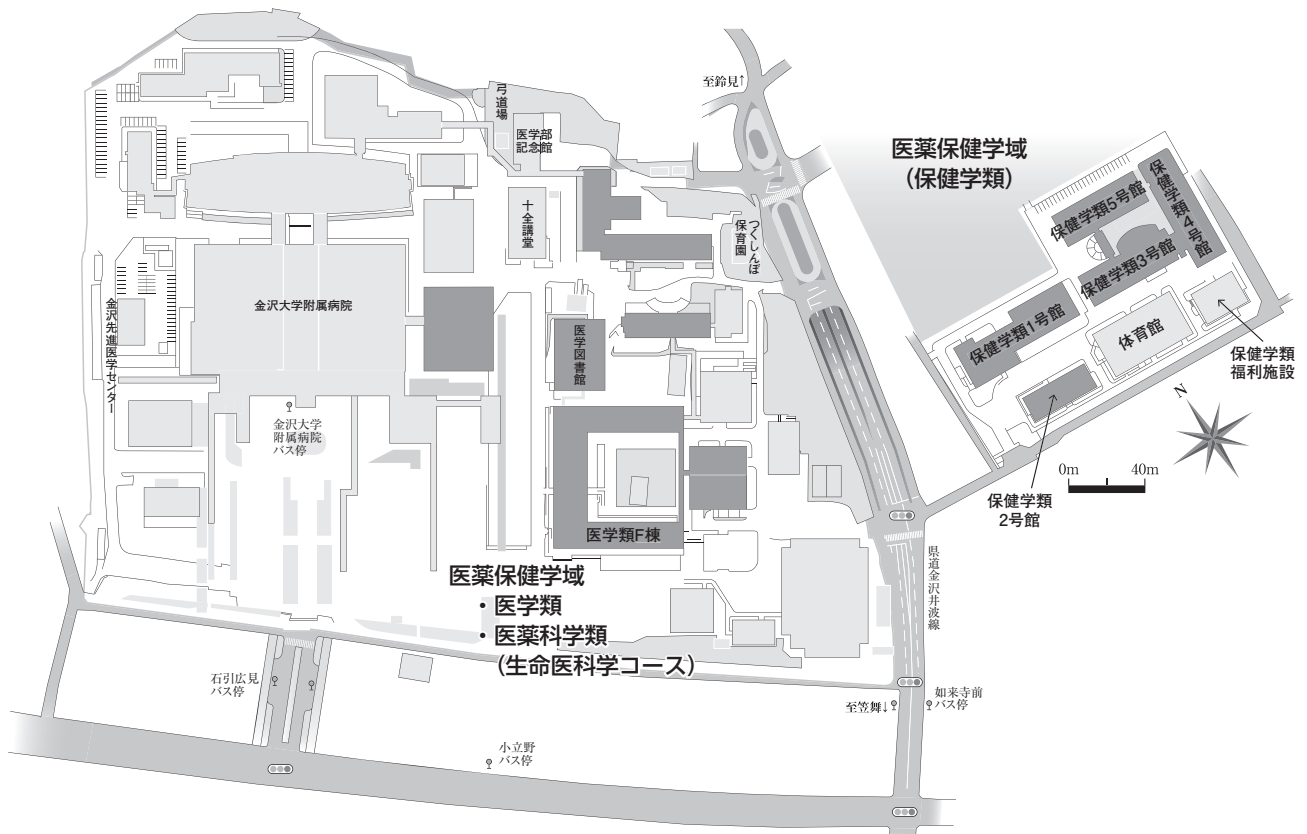 至鈴見↑
弓道場
医学部
記念館
医薬保健学域
（保健学類）
保健学類5号館
保健学類4号館
保健学類3号館
保健学類1号館
体育館
保健学類
福利施設
保健学類
2号館
N
0m 40m
十全講堂
つくしんぼ
保育園
金沢大学附属病院
金沢先進医学センター
医学図書館
金沢大学
附属病院
バス停
医学類F棟
医薬保健学域
・医学類
・医薬科学類
（生命医科学コース）
県道金沢井波線
石引広見
バス停
至笠舞↓
如来寺前
バス停
小立野
バス停